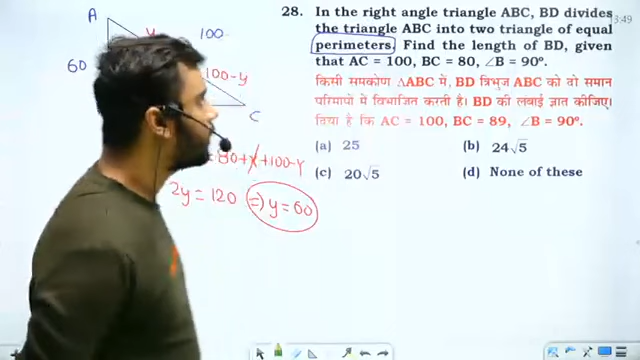 A
y
100
60
100-y
C
= 80+x+100-y
2y = 120 ⇒ y = 60
28. In the right angle triangle ABC, BD divides
the triangle ABC into two triangle of equal
perimeters. Find the length of BD, given
that AC = 100, BC = 80, ∠B = 90°.
किसी समकोण ΔABC में, BD त्रिभुज ABC को दो समान
परिमापों में विभाजित करती है। BD की लबाई ज्ञात कीजिए।
दिया है कि AC = 100, BC = 89, ∠B = 90°.
(a) 25
(b) 24√5
(c) 20√5
(d) None of these
13:49